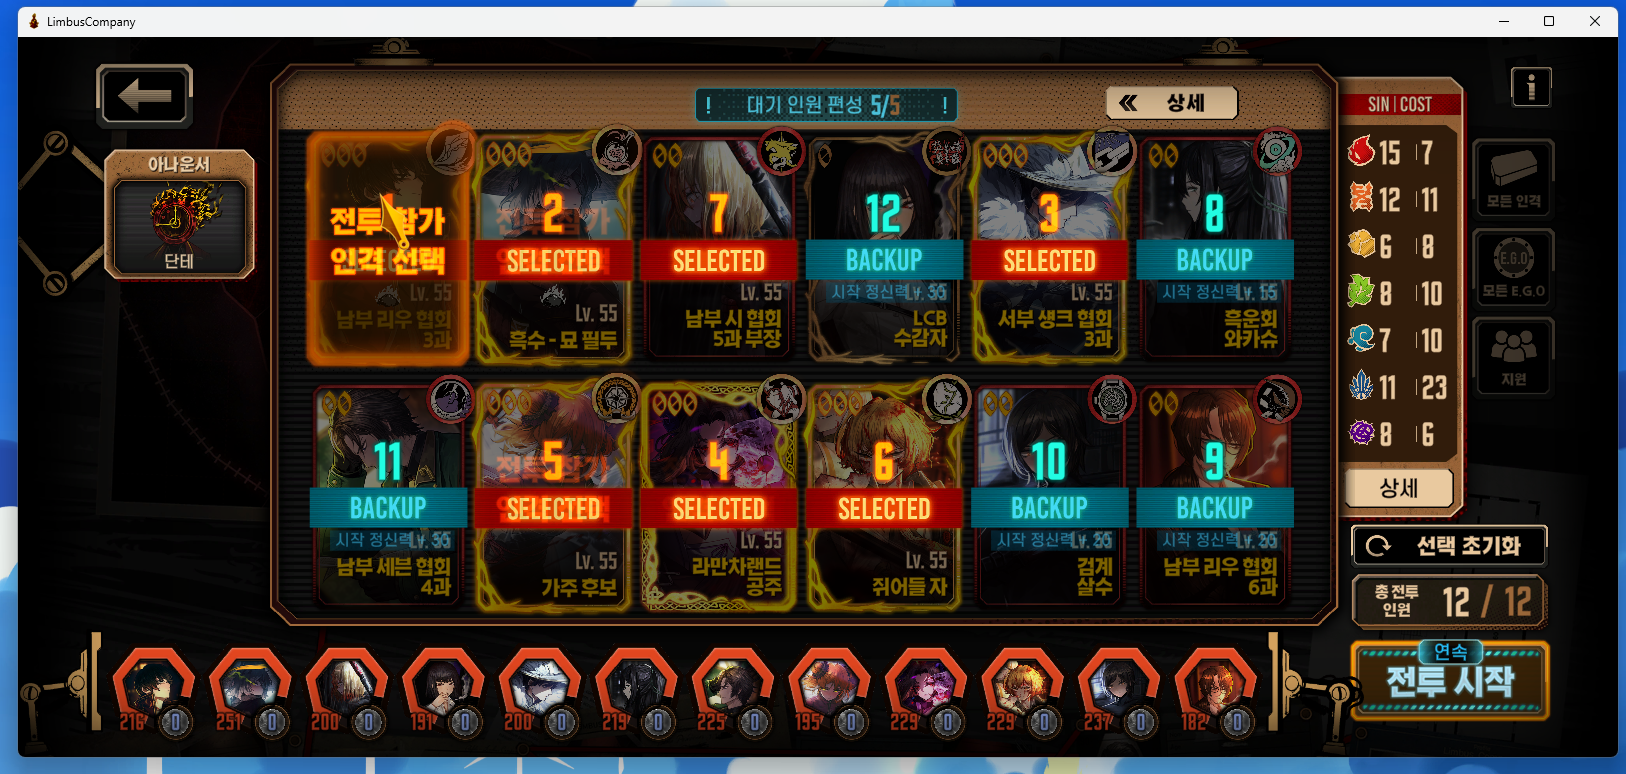 LimbusCompany
! 대기 인원 편성 5/5 !
상세
SIN | COST
아나운서
단테
전투 참가
인격 선택
Lv. 55
남부 리우 협회
3과
2
SELECTED
Lv. 55
흑수 - 묘 필두
7
SELECTED
Lv. 55
남부 시 협회
5과 부장
12
BACKUP
시작 정신력
Lv. 55
LCB
수감자
3
SELECTED
Lv. 55
서부 섕크 협회
3과
8
BACKUP
시작 정신력
Lv. 55
흑운회
와카슈
11
BACKUP
시작 정신력
Lv. 55
남부 세븐 협회
4과
5
SELECTED
Lv. 55
가주 후보
4
SELECTED
Lv. 55
라만차랜드
공주
6
SELECTED
Lv. 55
쥐어들 자
10
BACKUP
시작 정신력
Lv. 55
검계
살수
9
BACKUP
시작 정신력
Lv. 55
남부 리우 협회
6과
15 | 7
12 | 11
6 | 8
8 | 10
7 | 10
11 | 23
8 | 6
상세
모든 인격
E.G.O
모든 E.G.O
지원
선택 초기화
총 전투
인원
12 / 12
연속
전투 시작
216 0
251 0
200 0
191 0
200 0
219 0
225 0
195 0
229 0
229 0
237 0
182 0